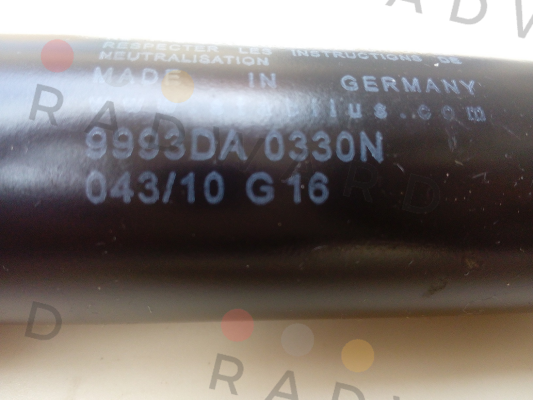 RESPECTER LES INSTRUCTIONS DE
NEUTRALISATION
MADE IN GERMANY
9993DA 0330N
043/10 G16